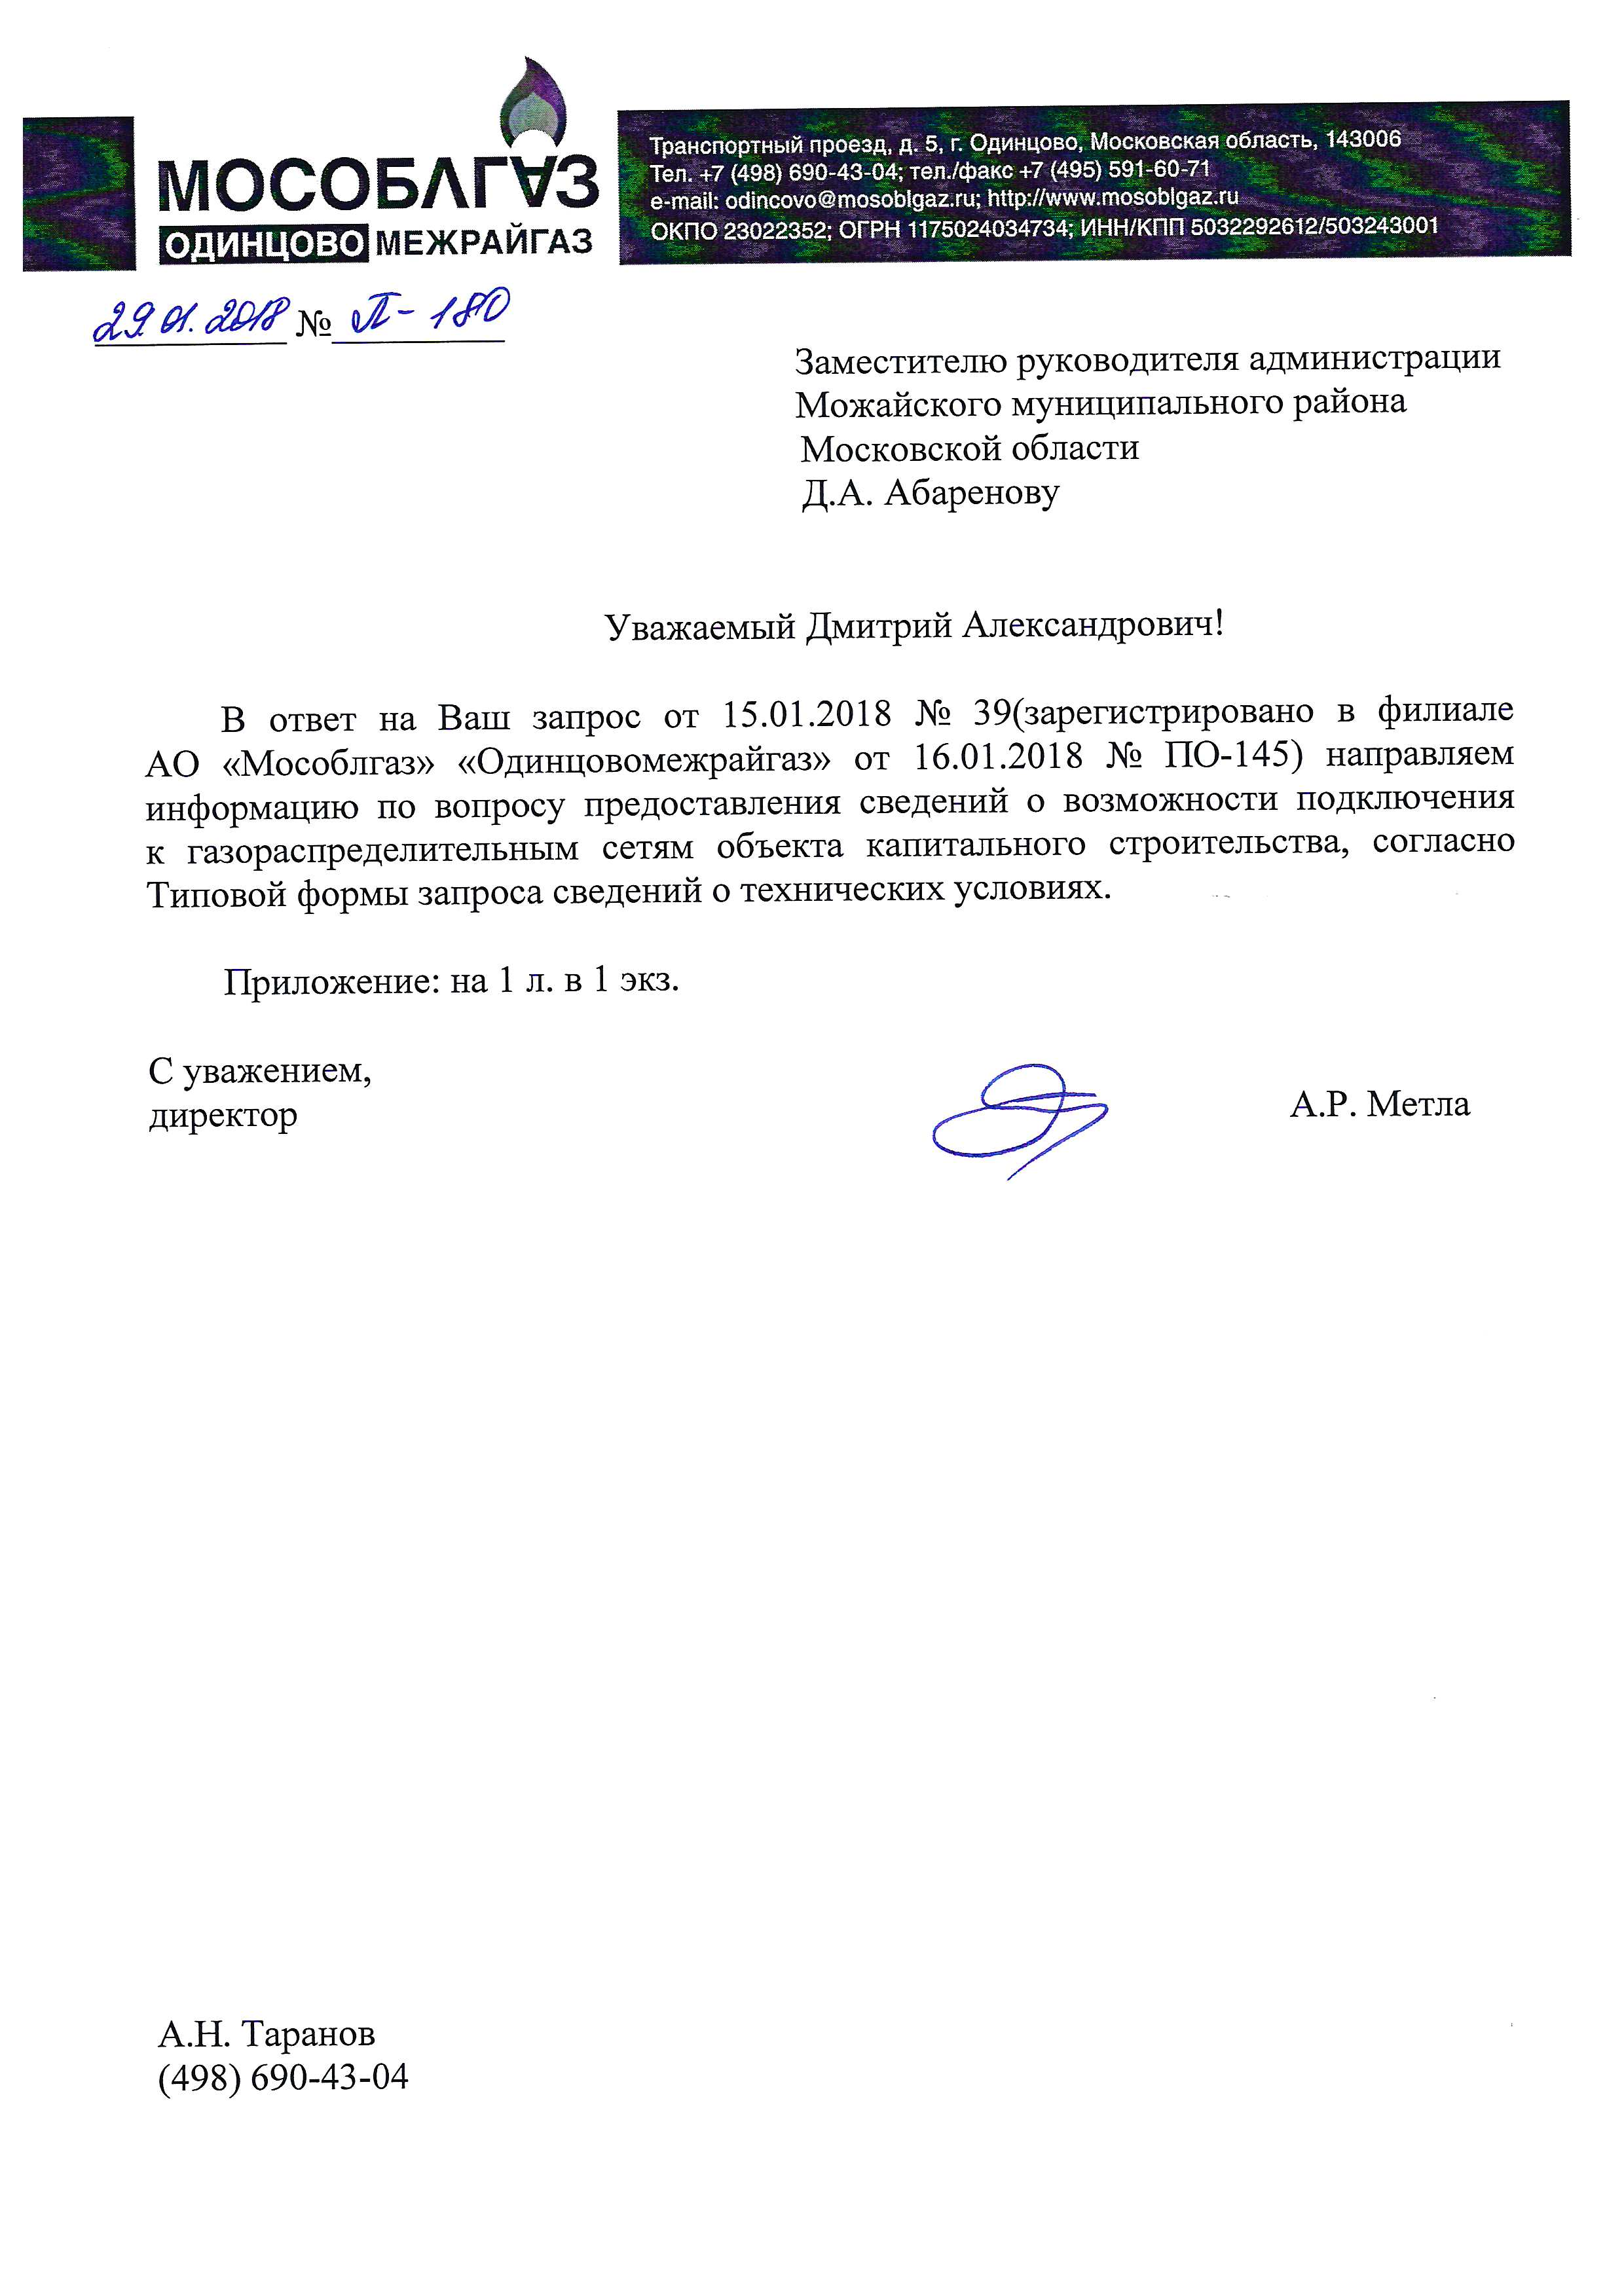 МОСОБЛГАЗ
ОДИНЦОВО МЕЖРАЙГАЗ
Транспортный проезд, д. 5, г. Одинцово, Московская область, 143006
Тел. +7 (498) 690-43-04; тел./факс +7 (495) 591-60-71
e-mail: odincovo@mosoblgaz.ru; http://www.mosoblgaz.ru
ОКПО 23022352; ОГРН 1175024034734; ИНН/КПП 5032292612/503243001
29.01.2018 № П-180
Заместителю руководителя администрации
Можайского муниципального района
Московской области
Д.А. Абаренову
Уважаемый Дмитрий Александрович!
В ответ на Ваш запрос от 15.01.2018 № 39(зарегистрировано в филиале
АО «Мособлгаз» «Одинцовомежрайгаз» от 16.01.2018 № ПО-145) направляем
информацию по вопросу предоставления сведений о возможности подключения
к газораспределительным сетям объекта капитального строительства, согласно
Типовой формы запроса сведений о технических условиях.
Приложение: на 1 л. в 1 экз.
С уважением,
директор
А.Р. Метла
А.Н. Таранов
(498) 690-43-04